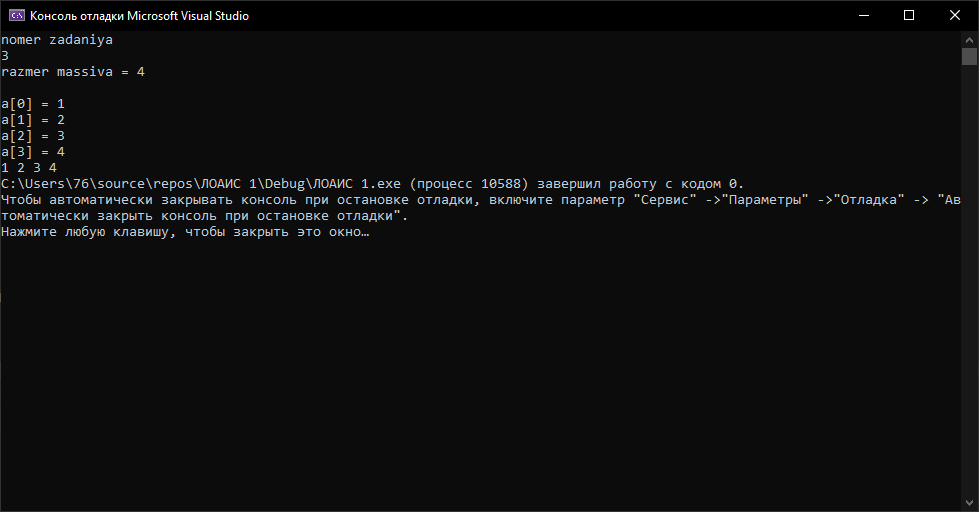 Консоль отладки Microsoft Visual Studio
nomer zadaniya
3
razmer massiva = 4
a[0] = 1
a[1] = 2
a[2] = 3
a[3] = 4
1 2 3 4
C:\Users\76\source\repos\ЛОАИС 1\Debug\ЛОАИС 1.exe (процесс 10588) завершил работу с кодом 0.
Чтобы автоматически закрывать консоль при остановке отладки, включите параметр "Сервис" ->"Параметры" ->"Отладка" -> "Ав
томатически закрыть консоль при остановке отладки".
Нажмите любую клавишу, чтобы закрыть это окно…